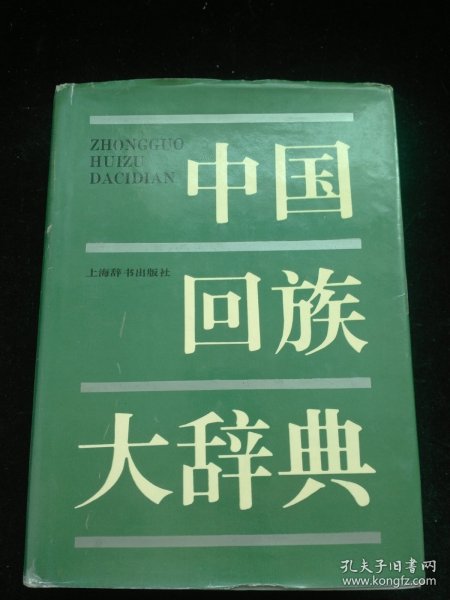 ZHONGGUO
HUIZU
DACIDIAN
中国
上海辞书出版社
回族
大辞典
孔夫子旧书网
www.kongfz.com